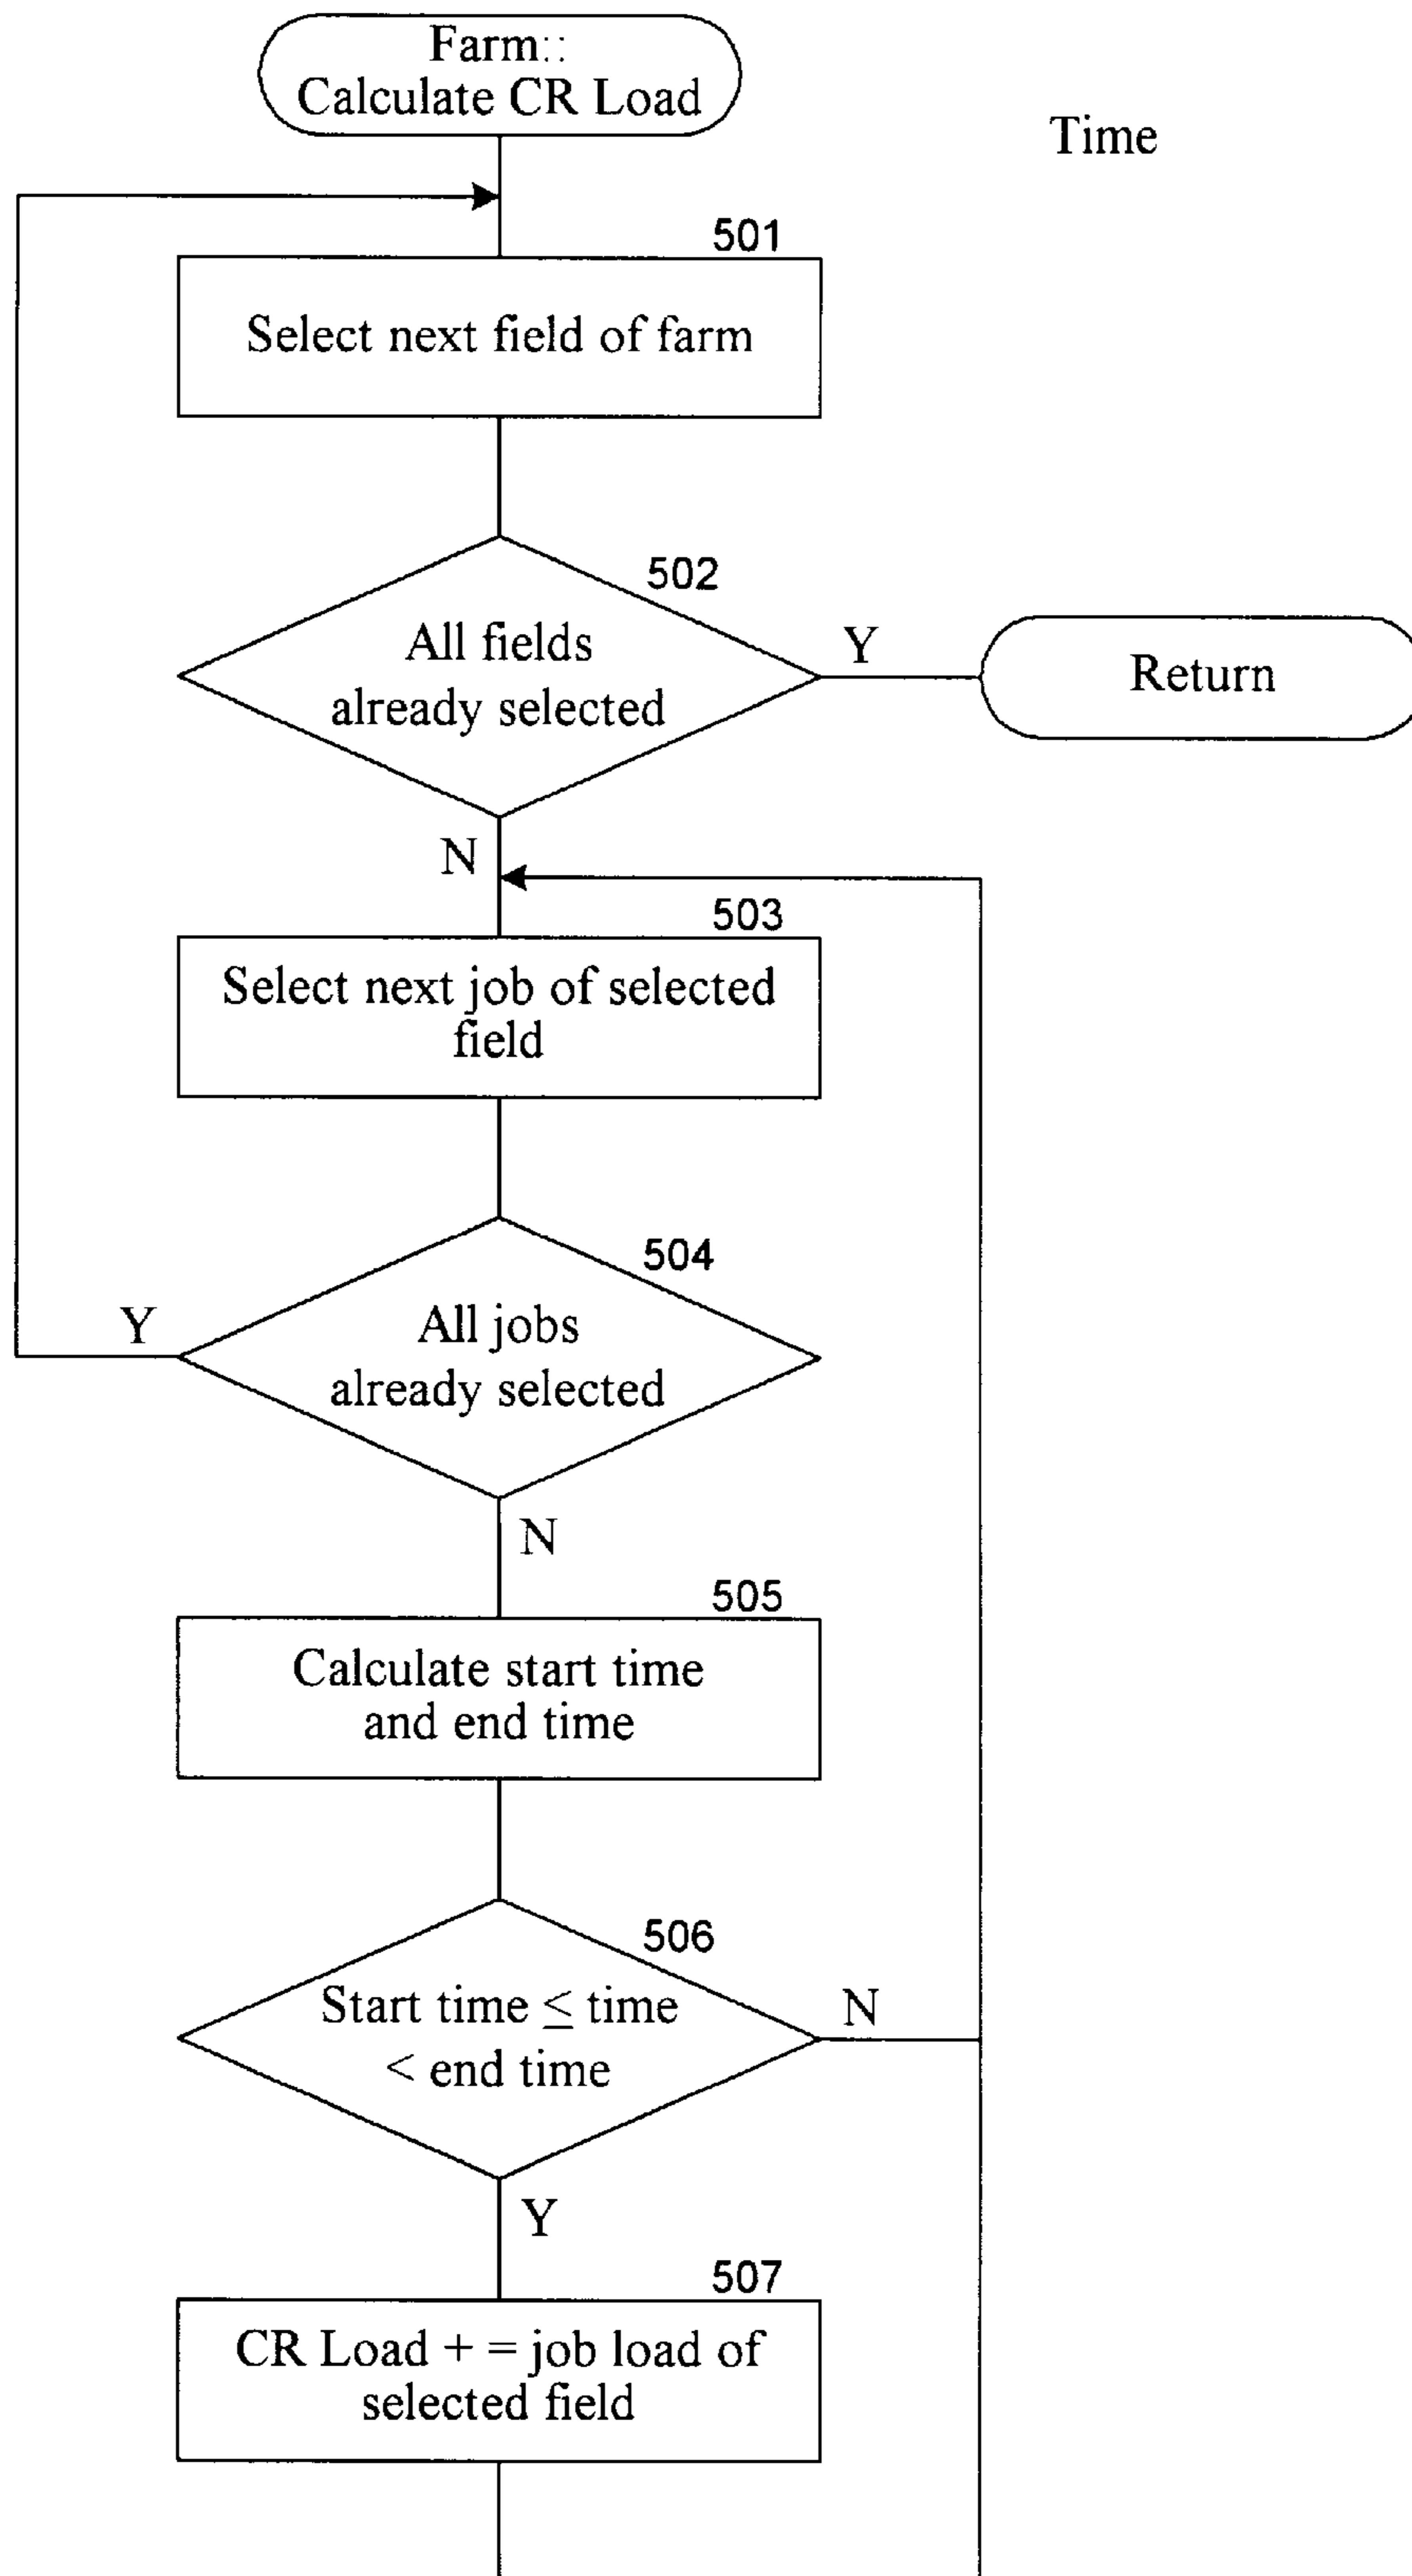 Farm::
Calculate CR Load
Time
501
Select next field of farm
502
All fields
already selected
Y
Return
N
503
Select next job of selected
field
504
All jobs
already selected
Y
N
505
Calculate start time
and end time
506
Start time ≤ time
< end time
N
Y
507
CR Load + = job load of
selected field